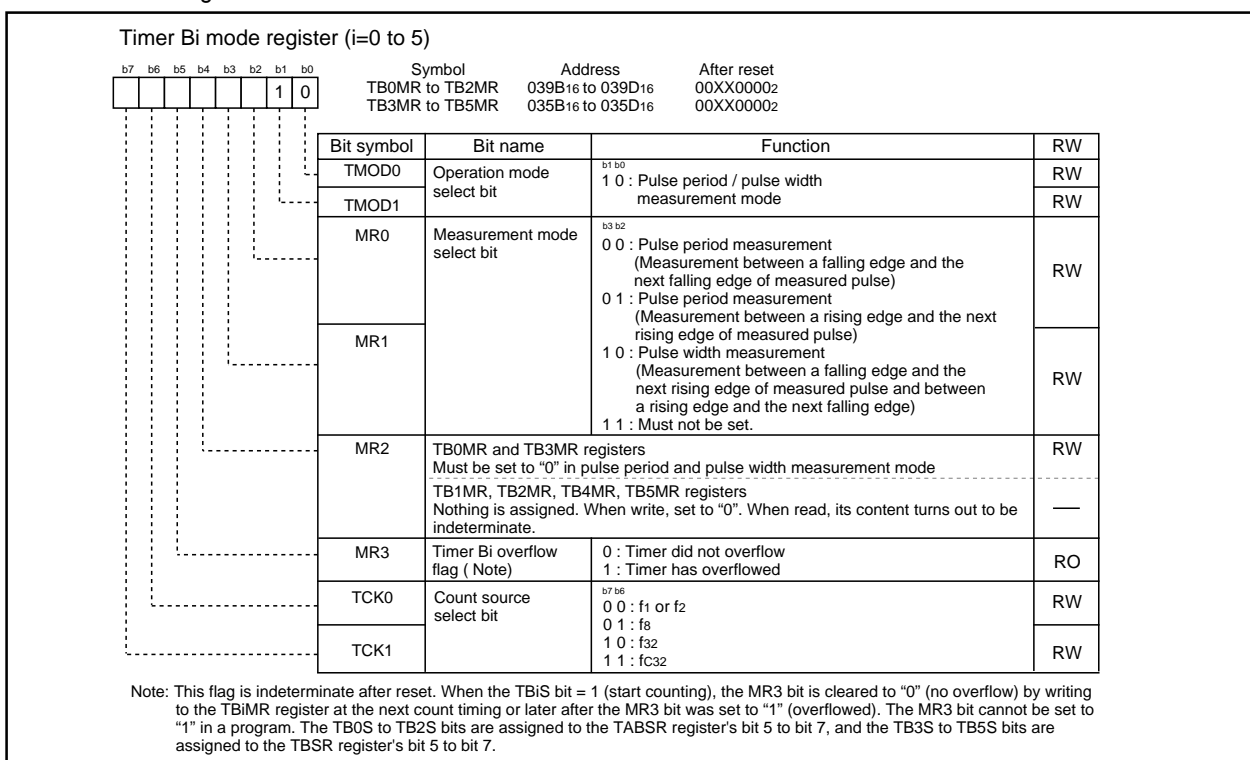 Timer Bi mode register (i=0 to 5)
b7 b6 b5 b4 b3 b2 b1 b0
1 0
Symbol Address After reset
TB0MR to TB2MR 039B16 to 039D16 00XX00002
TB3MR to TB5MR 035B16 to 035D16 00XX00002
Bit symbol Bit name Function RW
TMOD0 Operation mode select bit RW
TMOD1 RW
b1 b0
1 0 : Pulse period / pulse width
measurement mode
MR0 Measurement mode
select bit
b3 b2
0 0 : Pulse period measurement
(Measurement between a falling edge and the
next falling edge of measured pulse)
RW
0 1 : Pulse period measurement
(Measurement between a rising edge and the next
rising edge of measured pulse)
MR1
1 0 : Pulse width measurement
(Measurement between a falling edge and the
next rising edge of measured pulse and between
a rising edge and the next falling edge)
RW
1 1 : Must not be set.
MR2 TB0MR and TB3MR registers RW
Must be set to “0” in pulse period and pulse width measurement mode
TB1MR, TB2MR, TB4MR, TB5MR registers
Nothing is assigned. When write, set to “0”. When read, its content turns out to be —
indeterminate.
MR3 Timer Bi overflow 0 : Timer did not overflow
flag ( Note) 1 : Timer has overflowed RO
TCK0 Count source
select bit
b7 b6
0 0 : f1 or f2 RW
0 1 : f8
TCK1 1 0 : f32
1 1 : fC32 RW
Note: This flag is indeterminate after reset. When the TBiS bit = 1 (start counting), the MR3 bit is cleared to “0” (no overflow) by writing
to the TBiMR register at the next count timing or later after the MR3 bit was set to “1” (overflowed). The MR3 bit cannot be set to
“1” in a program. The TB0S to TB2S bits are assigned to the TABSR register's bit 5 to bit 7, and the TB3S to TB5S bits are
assigned to the TBSR register's bit 5 to bit 7.